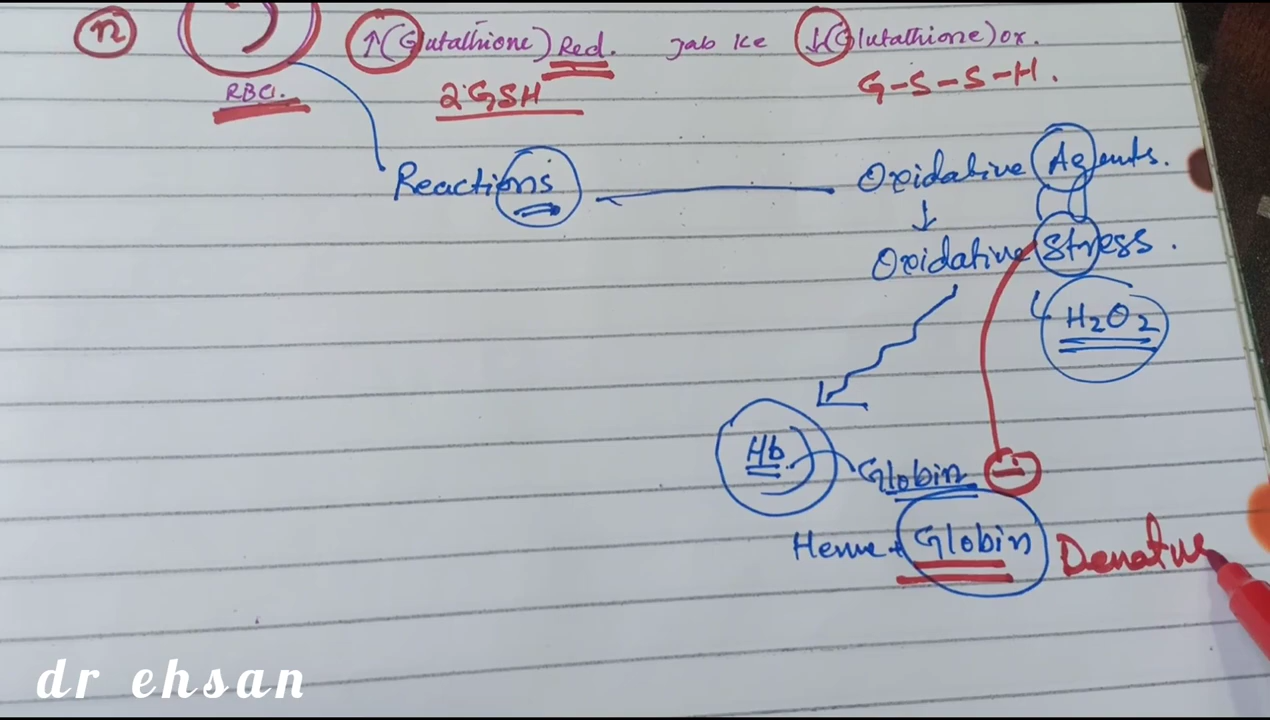 n ↑(Glutathione) Red. jab ke ↓(Glutathione) ox.
RBC. 2GSH G-S-S-H.
Reactions Oxidative Agents.
↓
Oxidative Stress.
H2O2
Hb Globin -
Heme + Globin Denatu
dr ehsan